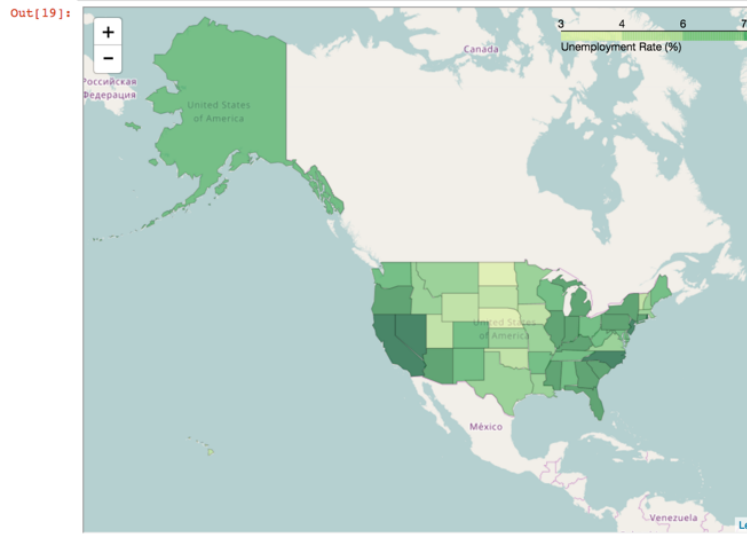 Out[19]:
+
−
3 4 6 7
Unemployment Rate (%)
Canada
Российская
Федерация
United States
of America
United States
of America
México
Venezuela
Le